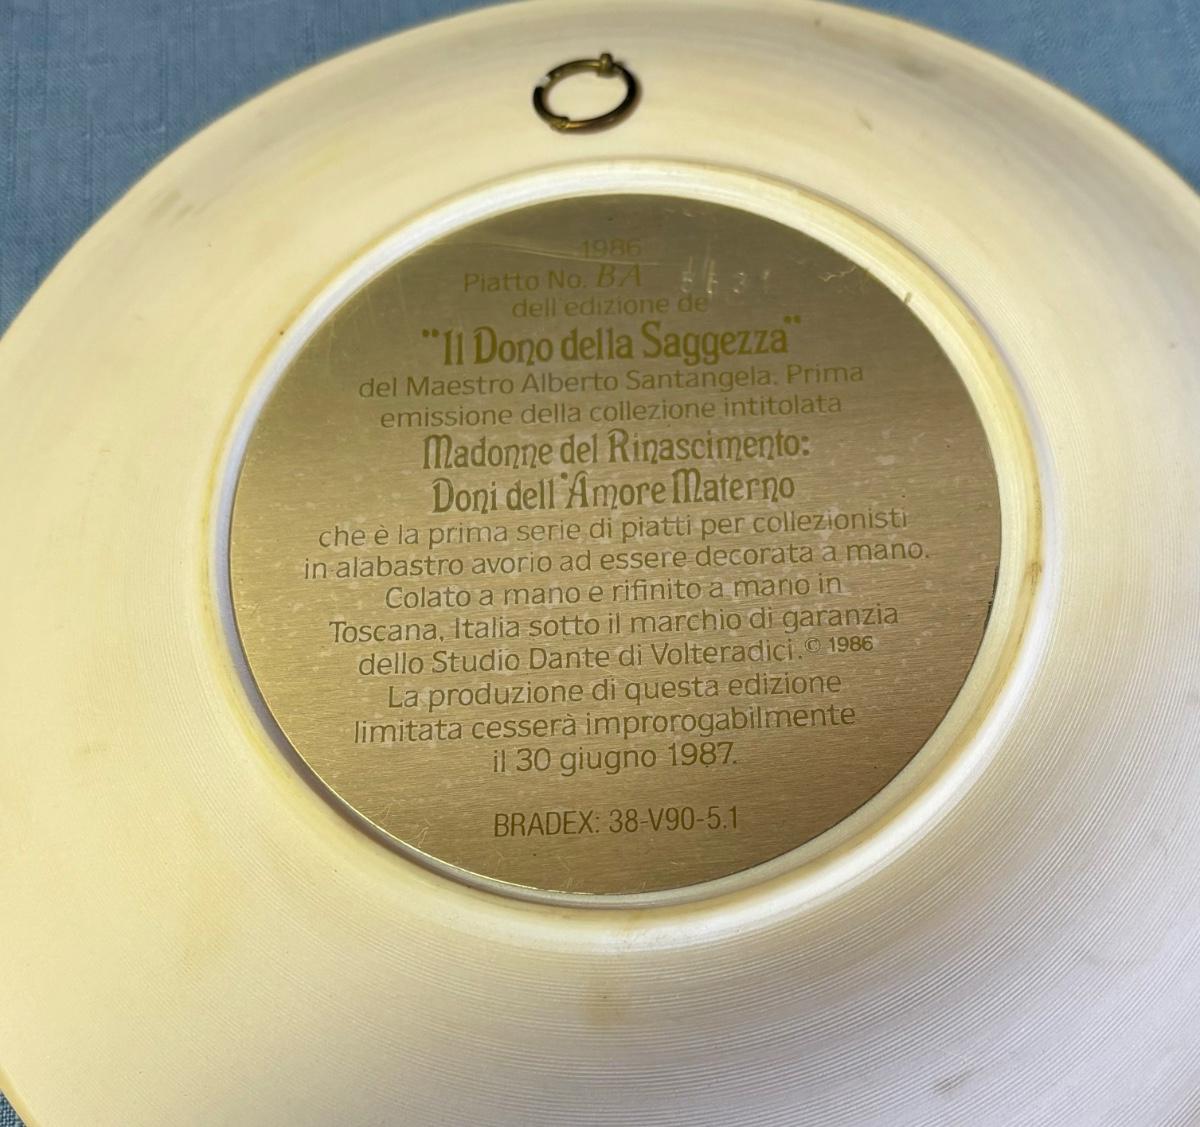 1986
Piatto No. BA
dell'edizione de
"Il Dono della Saggezza"
del Maestro Alberto Santangela. Prima
emissione della collezione intitolata
Madonne del Rinascimento:
Doni dell'Amore Materno
che è la prima serie di piatti per collezionisti
in alabastro avorio ad essere decorata a mano.
Colato a mano e rifinito a mano in
Toscana, Italia sotto il marchio di garanzia
dello Studio Dante di Volteradici.© 1986
La produzione di questa edizione
limitata cesserà improrogabilmente
il 30 giugno 1987.
BRADEX: 38-V90-5.1